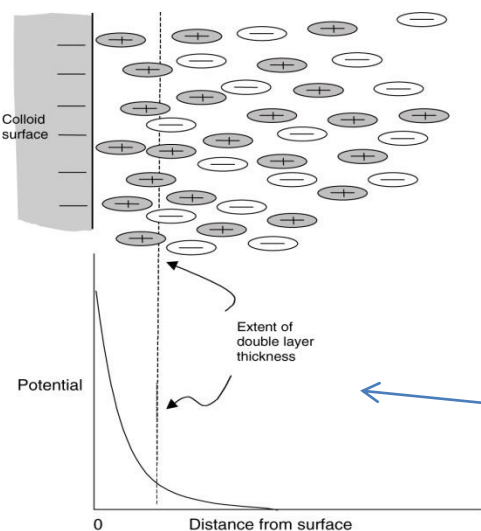 Colloid
surface
Extent of
double layer
thickness
Potential
0
Distance from surface